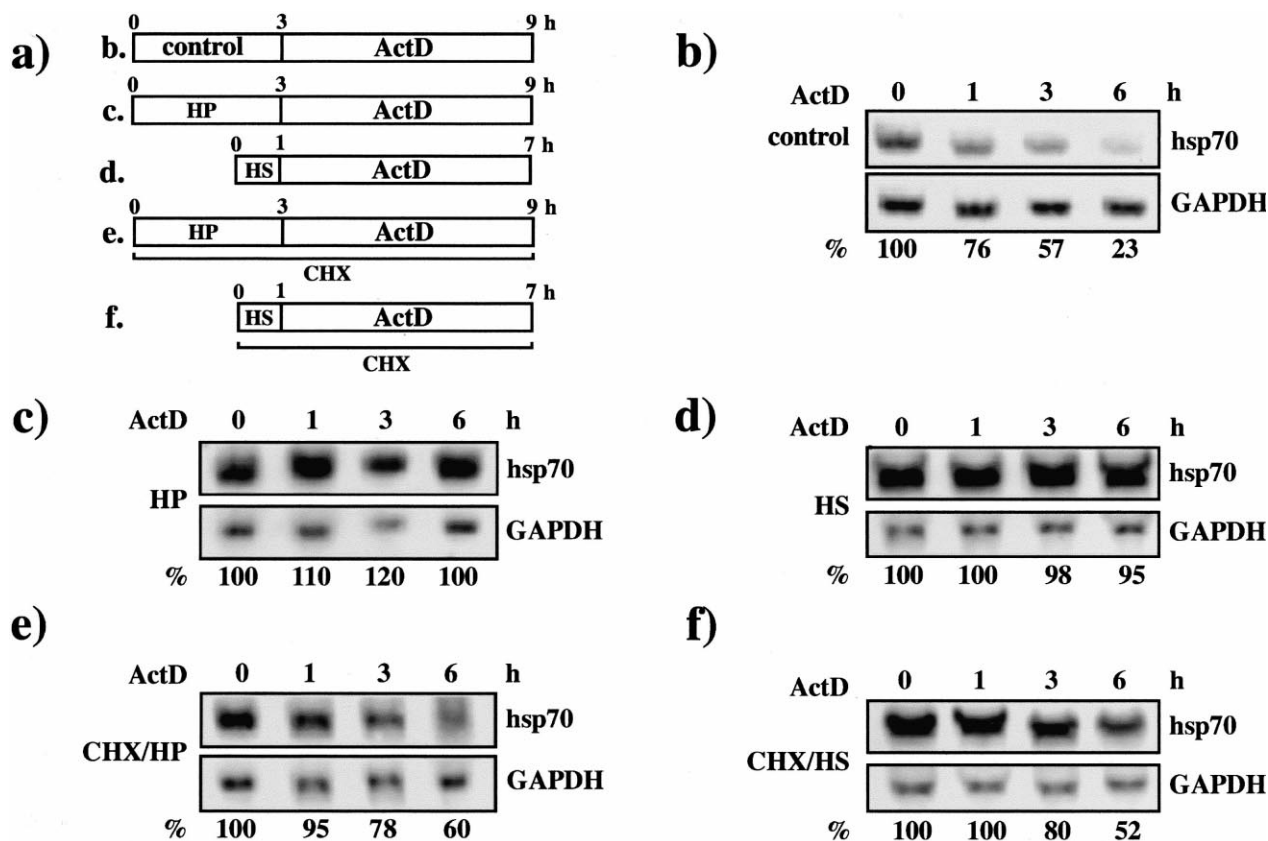 a)
0 3 9 h
b. control ActD
0 3 9 h
c. HP ActD
0 1 7 h
d. HS ActD
0 3 9 h
e. HP ActD
CHX
0 1 7 h
f. HS ActD
CHX
b)
ActD 0 1 3 6 h
control hsp70
GAPDH
% 100 76 57 23
c)
ActD 0 1 3 6 h
hsp70
HP
GAPDH
% 100 110 120 100
d)
ActD 0 1 3 6 h
hsp70
HS
GAPDH
% 100 100 98 95
e)
ActD 0 1 3 6 h
hsp70
CHX/HP
GAPDH
% 100 95 78 60
f)
ActD 0 1 3 6 h
hsp70
CHX/HS
GAPDH
% 100 100 80 52